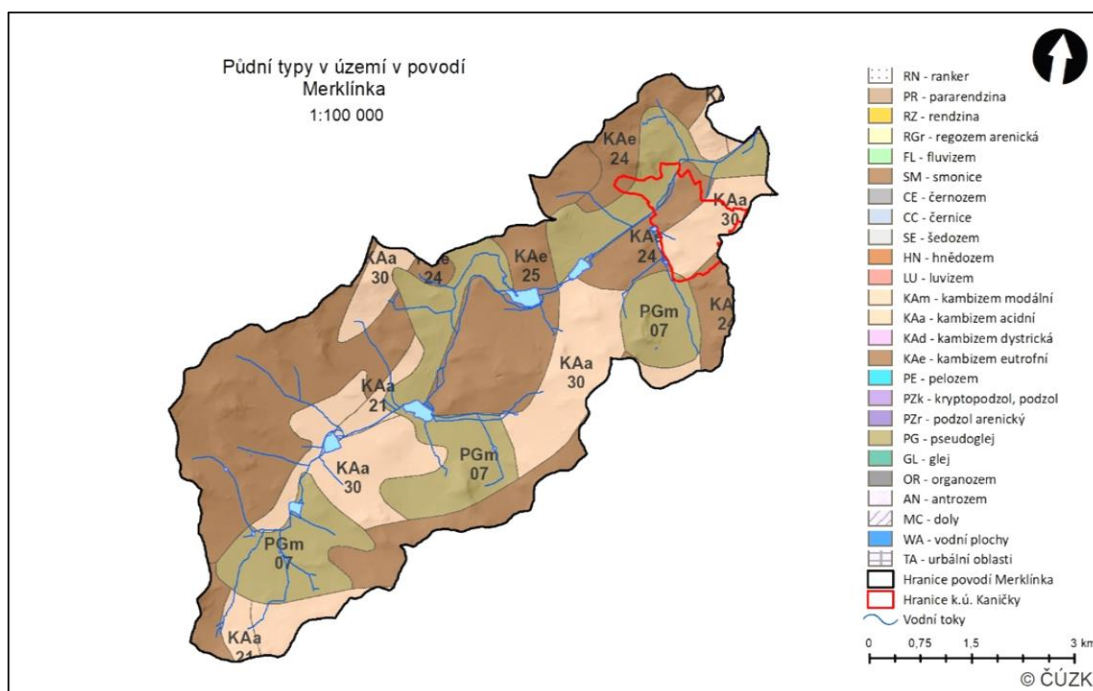 Půdní typy v území v povodí
Merklínka
1:100 000
KAe
24
KAa
30
KAe
24
KAe
25
KAa
30
24
PGm
07
KA
24
KAa
30
KAa
21
PGm
07
KAa
30
PGm
07
KAa
21
RN - ranker
PR - pararendzina
RZ - rendzina
RGr - regozem arenická
FL - fluvizem
SM - smonice
CE - černozem
CC - černice
SE - šedozem
HN - hnědozem
LU - luvizem
KAm - kambizem modální
KAa - kambizem acidní
KAd - kambizem dystrická
KAe - kambizem eutrofní
PE - pelozem
PZk - kryptopodzol, podzol
PZr - podzol arenický
PG - pseudoglej
GL - glej
OR - organozem
AN - antrozem
MC - doly
WA - vodní plochy
TA - urbální oblasti
Hranice povodí Merklínka
Hranice k.ú. Kaničky
Vodní toky
0 0,75 1,5 3 km
© ČÚZK